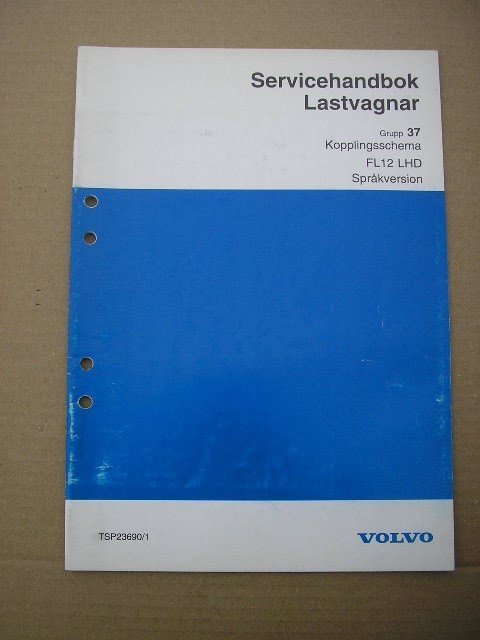 Servicehandbok
Lastvagnar
Grupp 37
Kopplingsschema
FL12 LHD
Språkversion
TSP23690/1
VOLVO